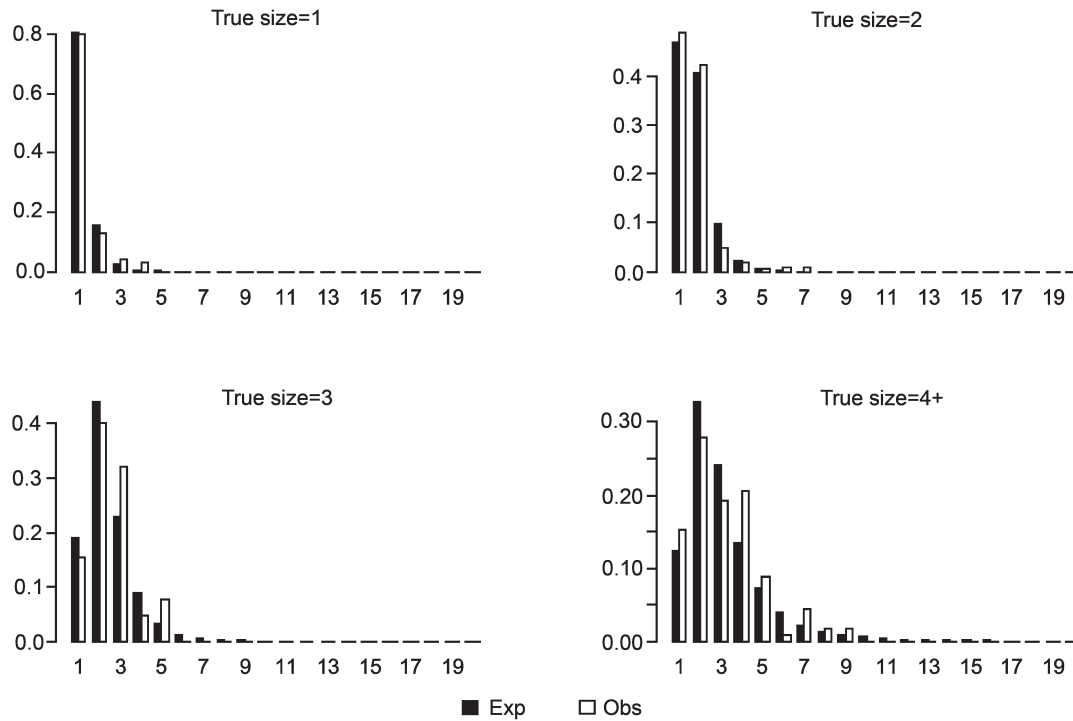 True size=1
0.8
0.6
0.4
0.2
0.0
1 3 5 7 9 11 13 15 17 19
True size=2
0.4
0.3
0.2
0.1
0.0
1 3 5 7 9 11 13 15 17 19
True size=3
0.4
0.3
0.2
0.1
0.0
1 3 5 7 9 11 13 15 17 19
True size=4+
0.30
0.20
0.10
0.00
1 3 5 7 9 11 13 15 17 19
Exp Obs